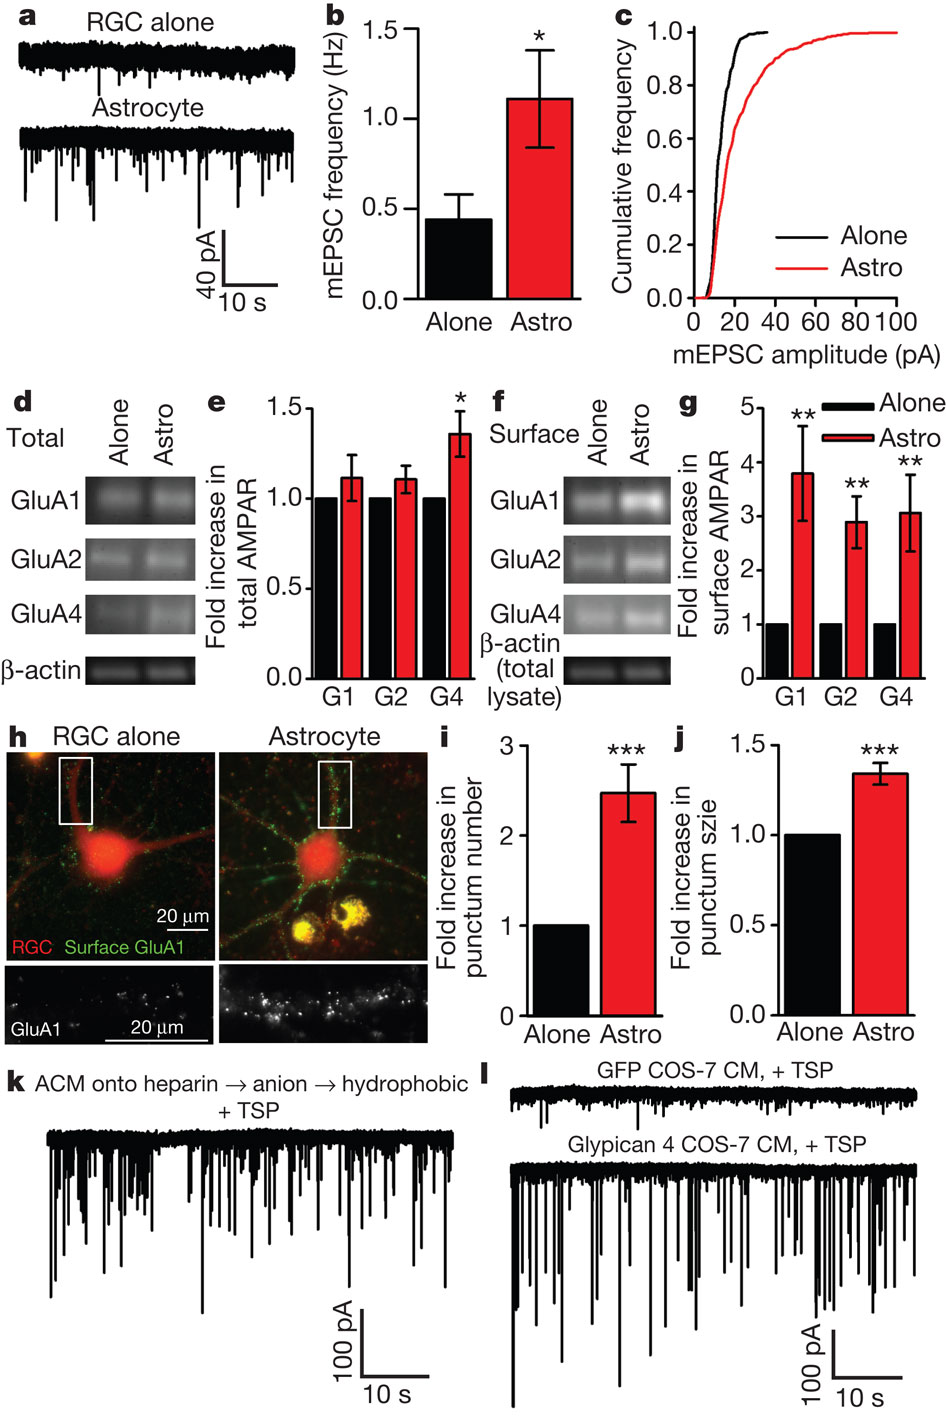 a
RGC alone
Astrocyte
40 pA
10 s
b
mEPSC frequency (Hz)
1.5
1.0
0.5
0.0
*
Alone Astro
c
Cumulative frequency
1.0
0.8
0.6
0.4
0.2
0.0
Alone
Astro
0 20 40 60 80 100
mEPSC amplitude (pA)
d
Total
Alone
Astro
GluA1
GluA2
GluA4
β-actin
e
Fold increase in
total AMPAR
1.5
1.0
0.5
0.0
*
G1 G2 G4
f
Surface
Alone
Astro
GluA1
GluA2
GluA4
β-actin
(total
lysate)
g
Fold increase in
surface AMPAR
5
4
3
2
1
0
Alone
Astro
**
**
**
G1 G2 G4
h
RGC alone
Astrocyte
20 µm
RGC Surface GluA1
GluA1
20 µm
i
Fold increase in
punctum number
3
2
1
0
***
Alone Astro
j
Fold increase in
punctum szie
1.5
1.0
0.5
0.0
***
Alone Astro
k
ACM onto heparin → anion → hydrophobic
+ TSP
100 pA
10 s
l
GFP COS-7 CM, + TSP
Glypican 4 COS-7 CM, + TSP
100 pA
10 s